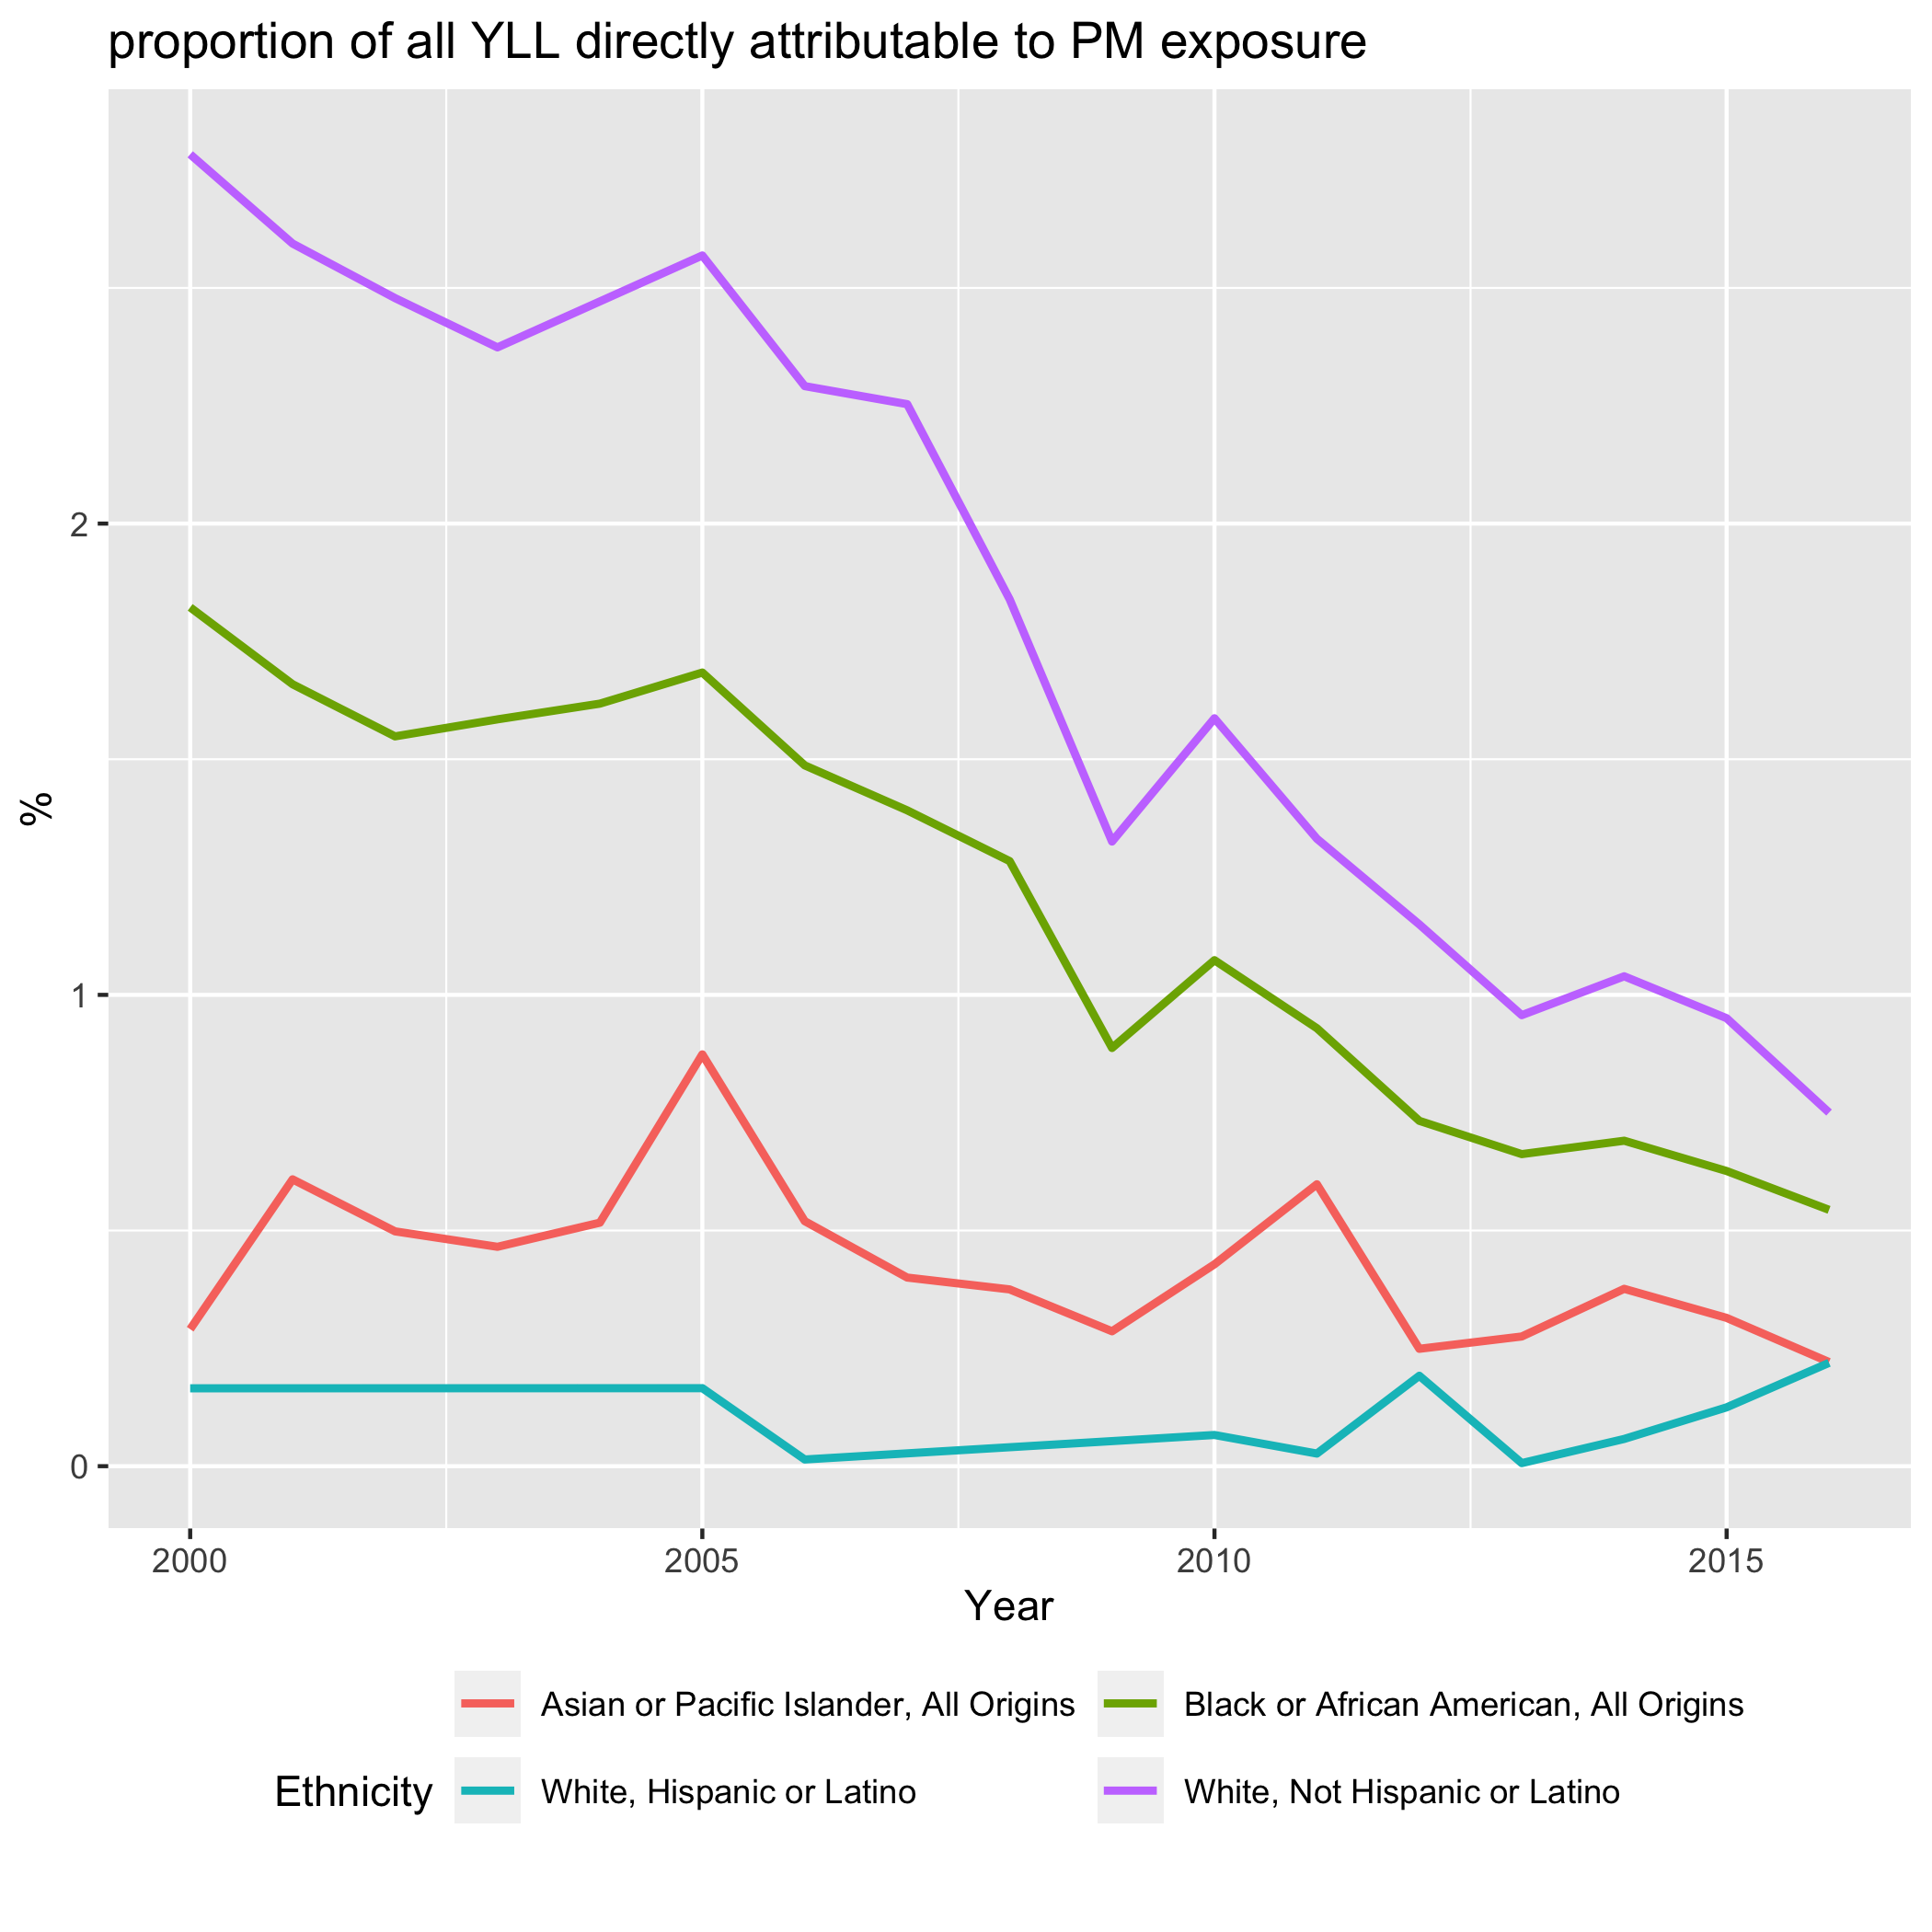 proportion of all YLL directly attributable to PM exposure
%
2
1
0
2000 2005 2010 2015
Year
Ethnicity
Asian or Pacific Islander, All Origins Black or African American, All Origins
White, Hispanic or Latino White, Not Hispanic or Latino